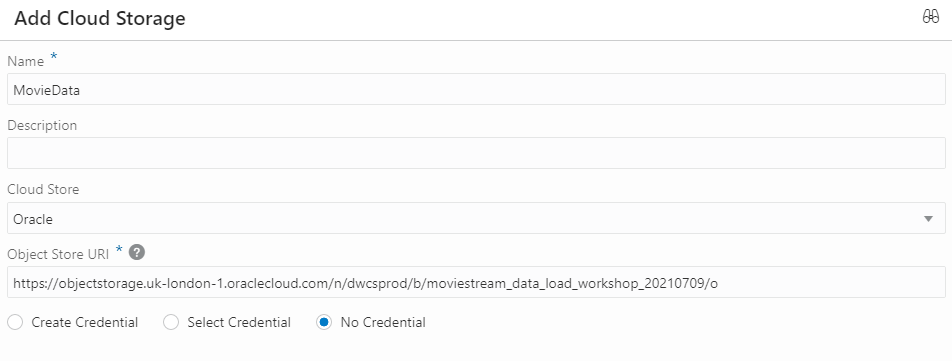 Add Cloud Storage
Name *
MovieData
Description
Cloud Store
Oracle
Object Store URI * ?
https://objectstorage.uk-london-1.oraclecloud.com/n/dwcsprod/b/moviestream_data_load_workshop_20210709/o
Create Credential Select Credential No Credential